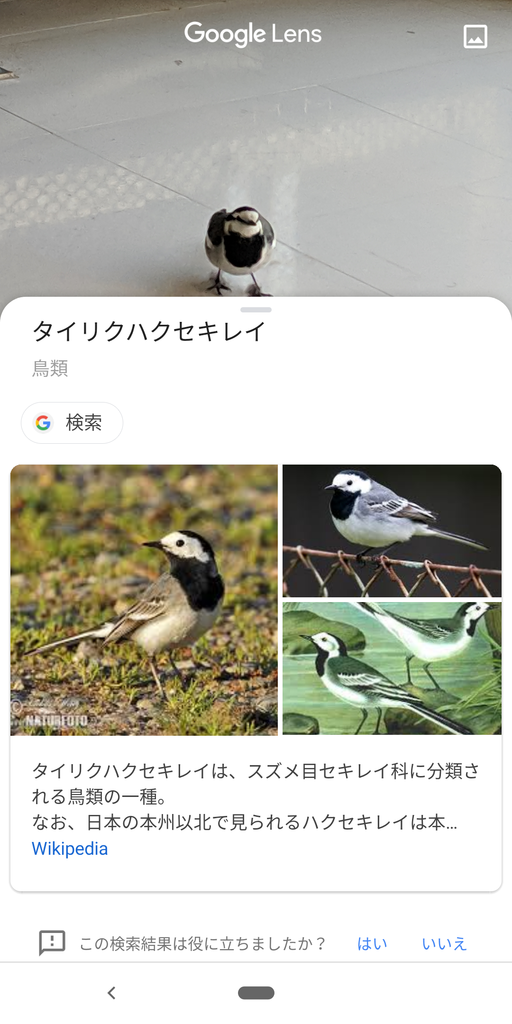 Google Lens
タイリクハクセキレイ
鳥類
検索
NATURFOTO
タイリクハクセキレイは、スズメ目セキレイ科に分類さ
れる鳥類の一種。
なお、日本の本州以北で見られるハクセキレイは本…
Wikipedia
この検索結果は役に立ちましたか？ はい いいえ